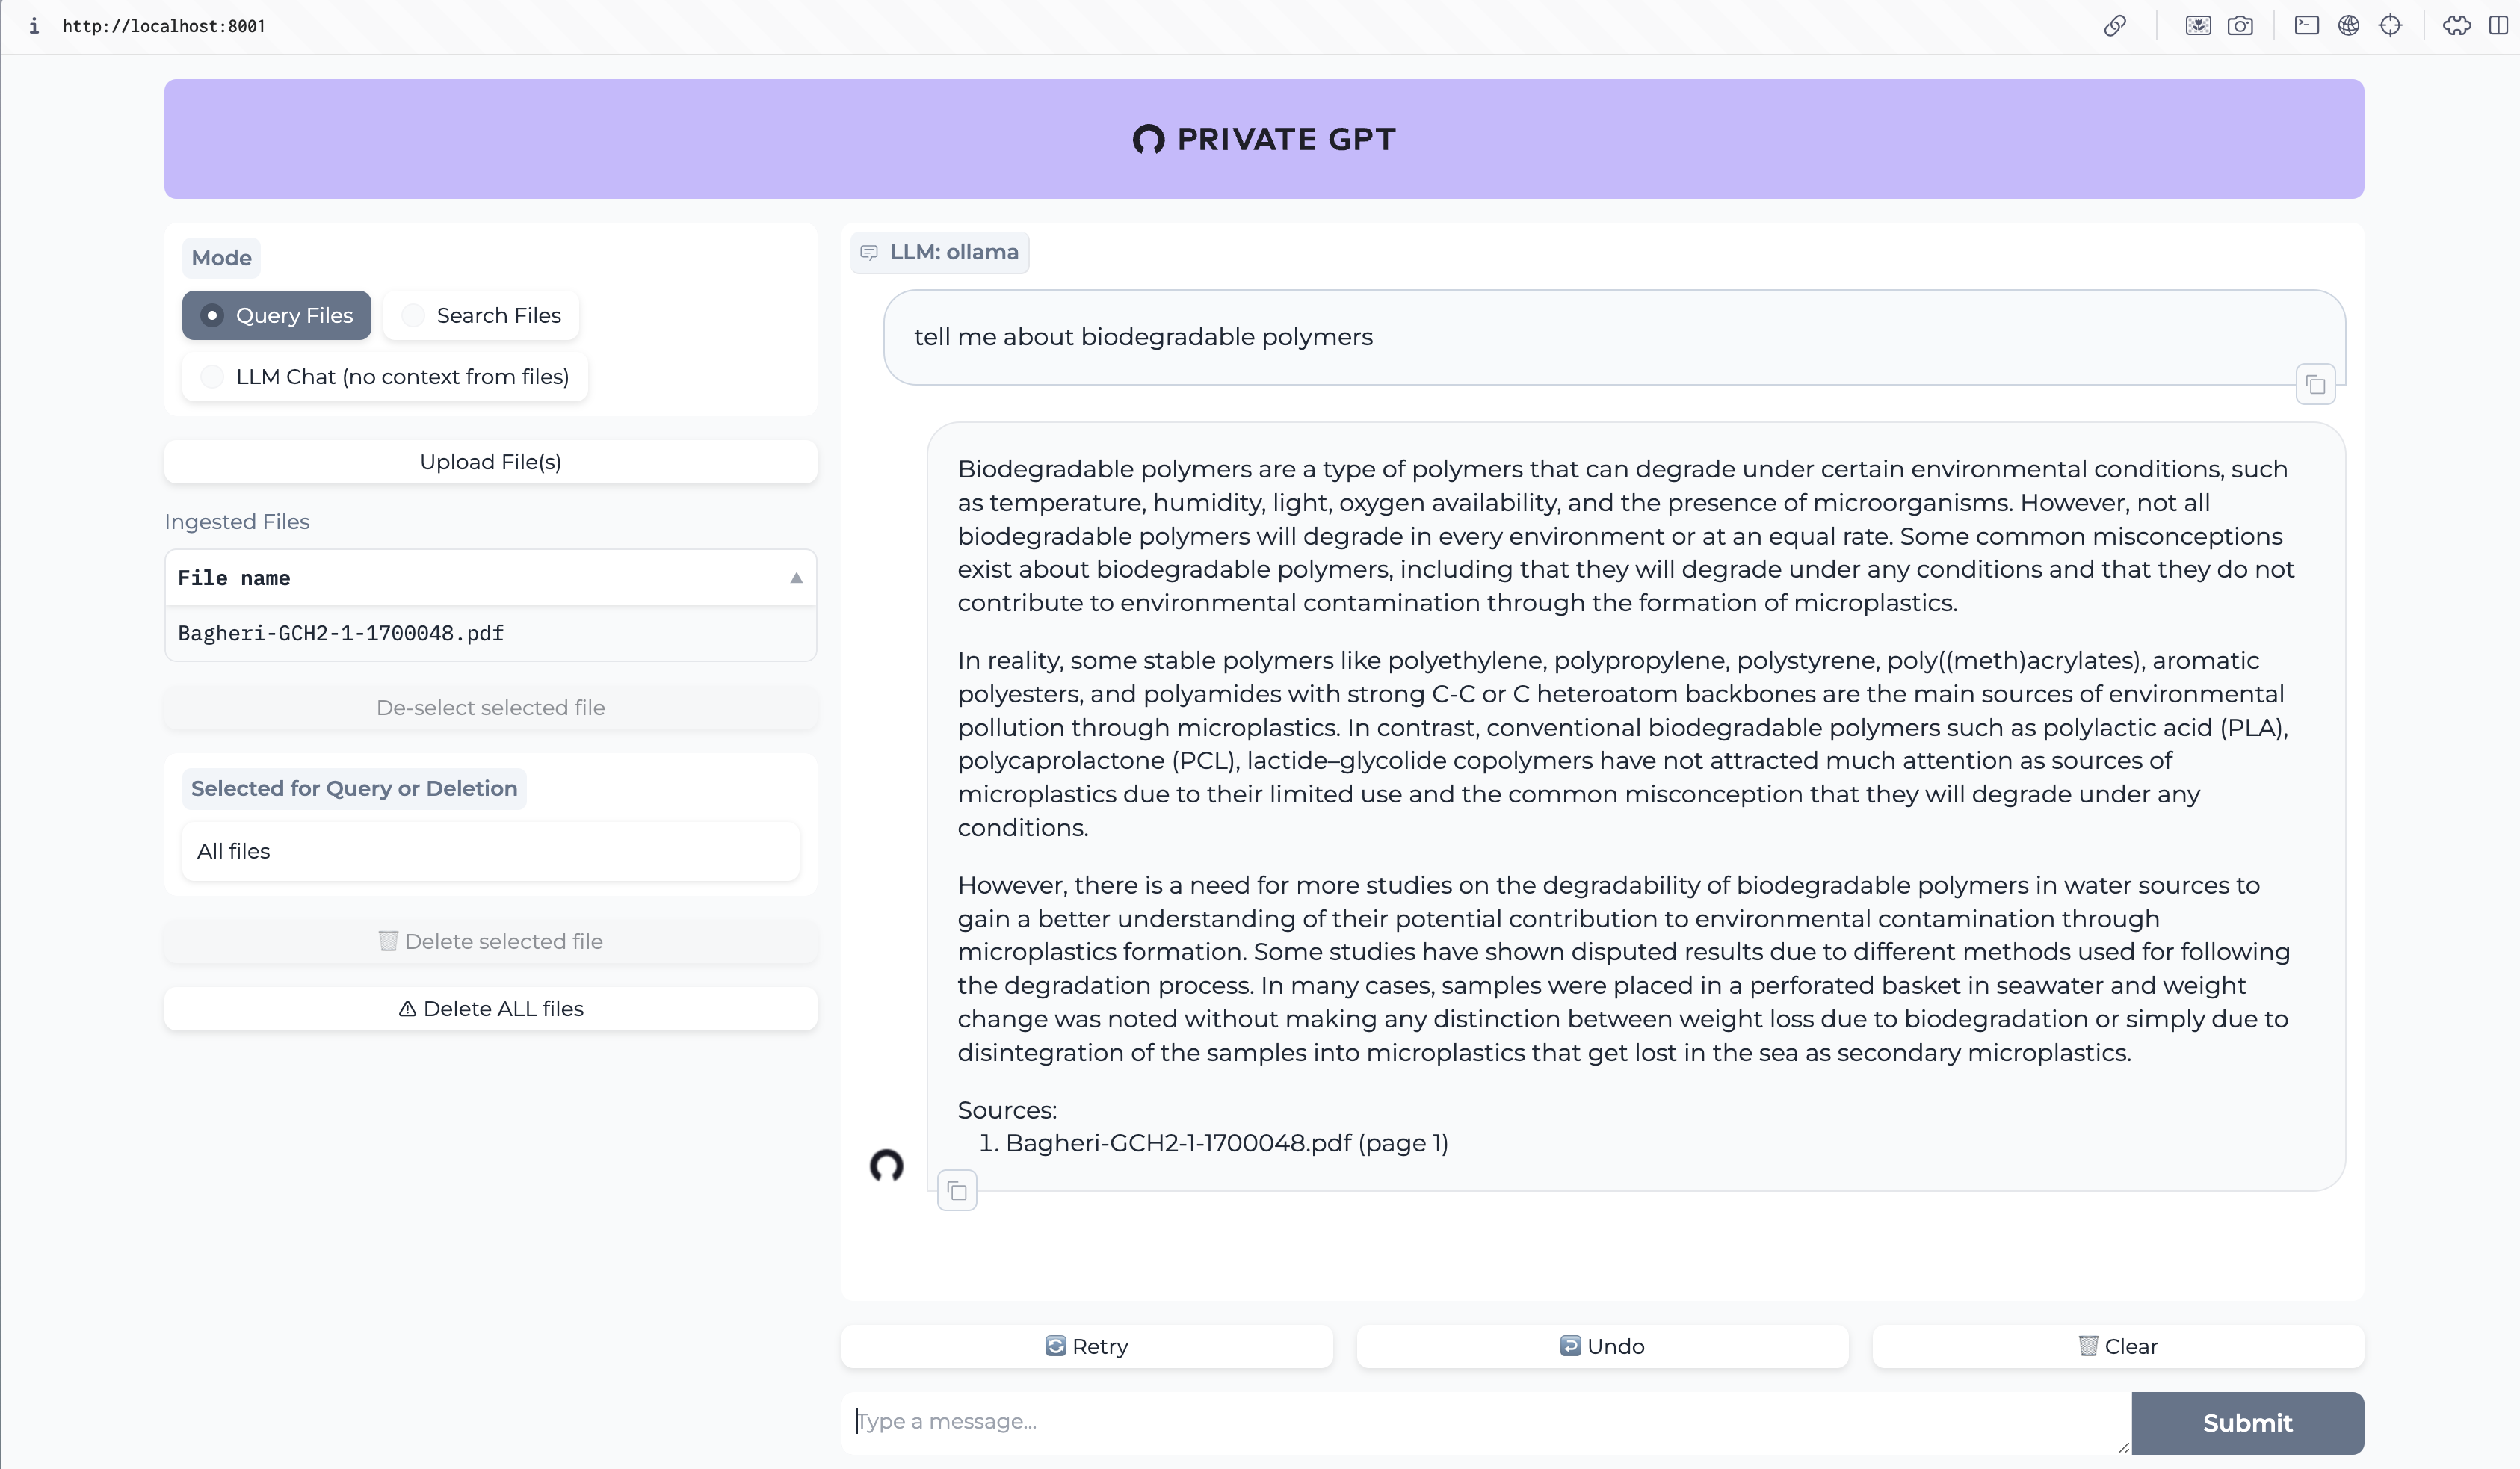 i http://localhost:8001
PRIVATE GPT
Mode
Query Files
Search Files
LLM Chat (no context from files)
Upload File(s)
Ingested Files
File name
Bagheri-GCH2-1-1700048.pdf
De-select selected file
Selected for Query or Deletion
All files
Delete selected file
Delete ALL files
LLM: ollama
tell me about biodegradable polymers
Biodegradable polymers are a type of polymers that can degrade under certain environmental conditions, such
as temperature, humidity, light, oxygen availability, and the presence of microorganisms. However, not all
biodegradable polymers will degrade in every environment or at an equal rate. Some common misconceptions
exist about biodegradable polymers, including that they will degrade under any conditions and that they do not
contribute to environmental contamination through the formation of microplastics.
In reality, some stable polymers like polyethylene, polypropylene, polystyrene, poly((meth)acrylates), aromatic
polyesters, and polyamides with strong C-C or C heteroatom backbones are the main sources of environmental
pollution through microplastics. In contrast, conventional biodegradable polymers such as polylactic acid (PLA),
polycaprolactone (PCL), lactide–glycolide copolymers have not attracted much attention as sources of
microplastics due to their limited use and the common misconception that they will degrade under any
conditions.
However, there is a need for more studies on the degradability of biodegradable polymers in water sources to
gain a better understanding of their potential contribution to environmental contamination through
microplastics formation. Some studies have shown disputed results due to different methods used for following
the degradation process. In many cases, samples were placed in a perforated basket in seawater and weight
change was noted without making any distinction between weight loss due to biodegradation or simply due to
disintegration of the samples into microplastics that get lost in the sea as secondary microplastics.
Sources:
1. Bagheri-GCH2-1-1700048.pdf (page 1)
Retry
Undo
Clear
Type a message...
Submit